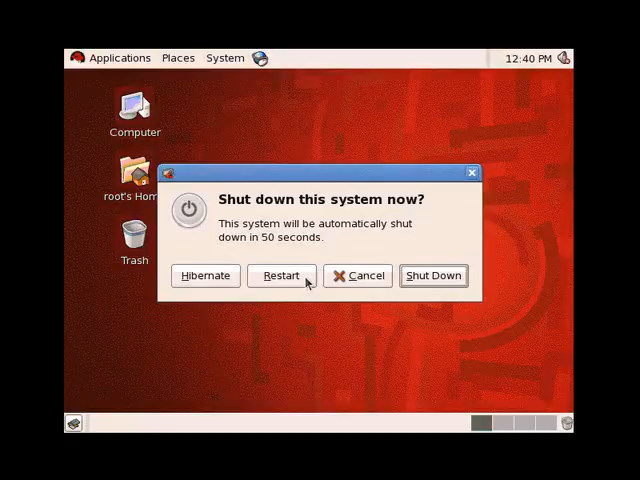 Applications Places System 12:40 PM
Computer
root's Hom
Trash
Shut down this system now?
This system will be automatically shut
down in 50 seconds.
Hibernate Restart Cancel Shut Down